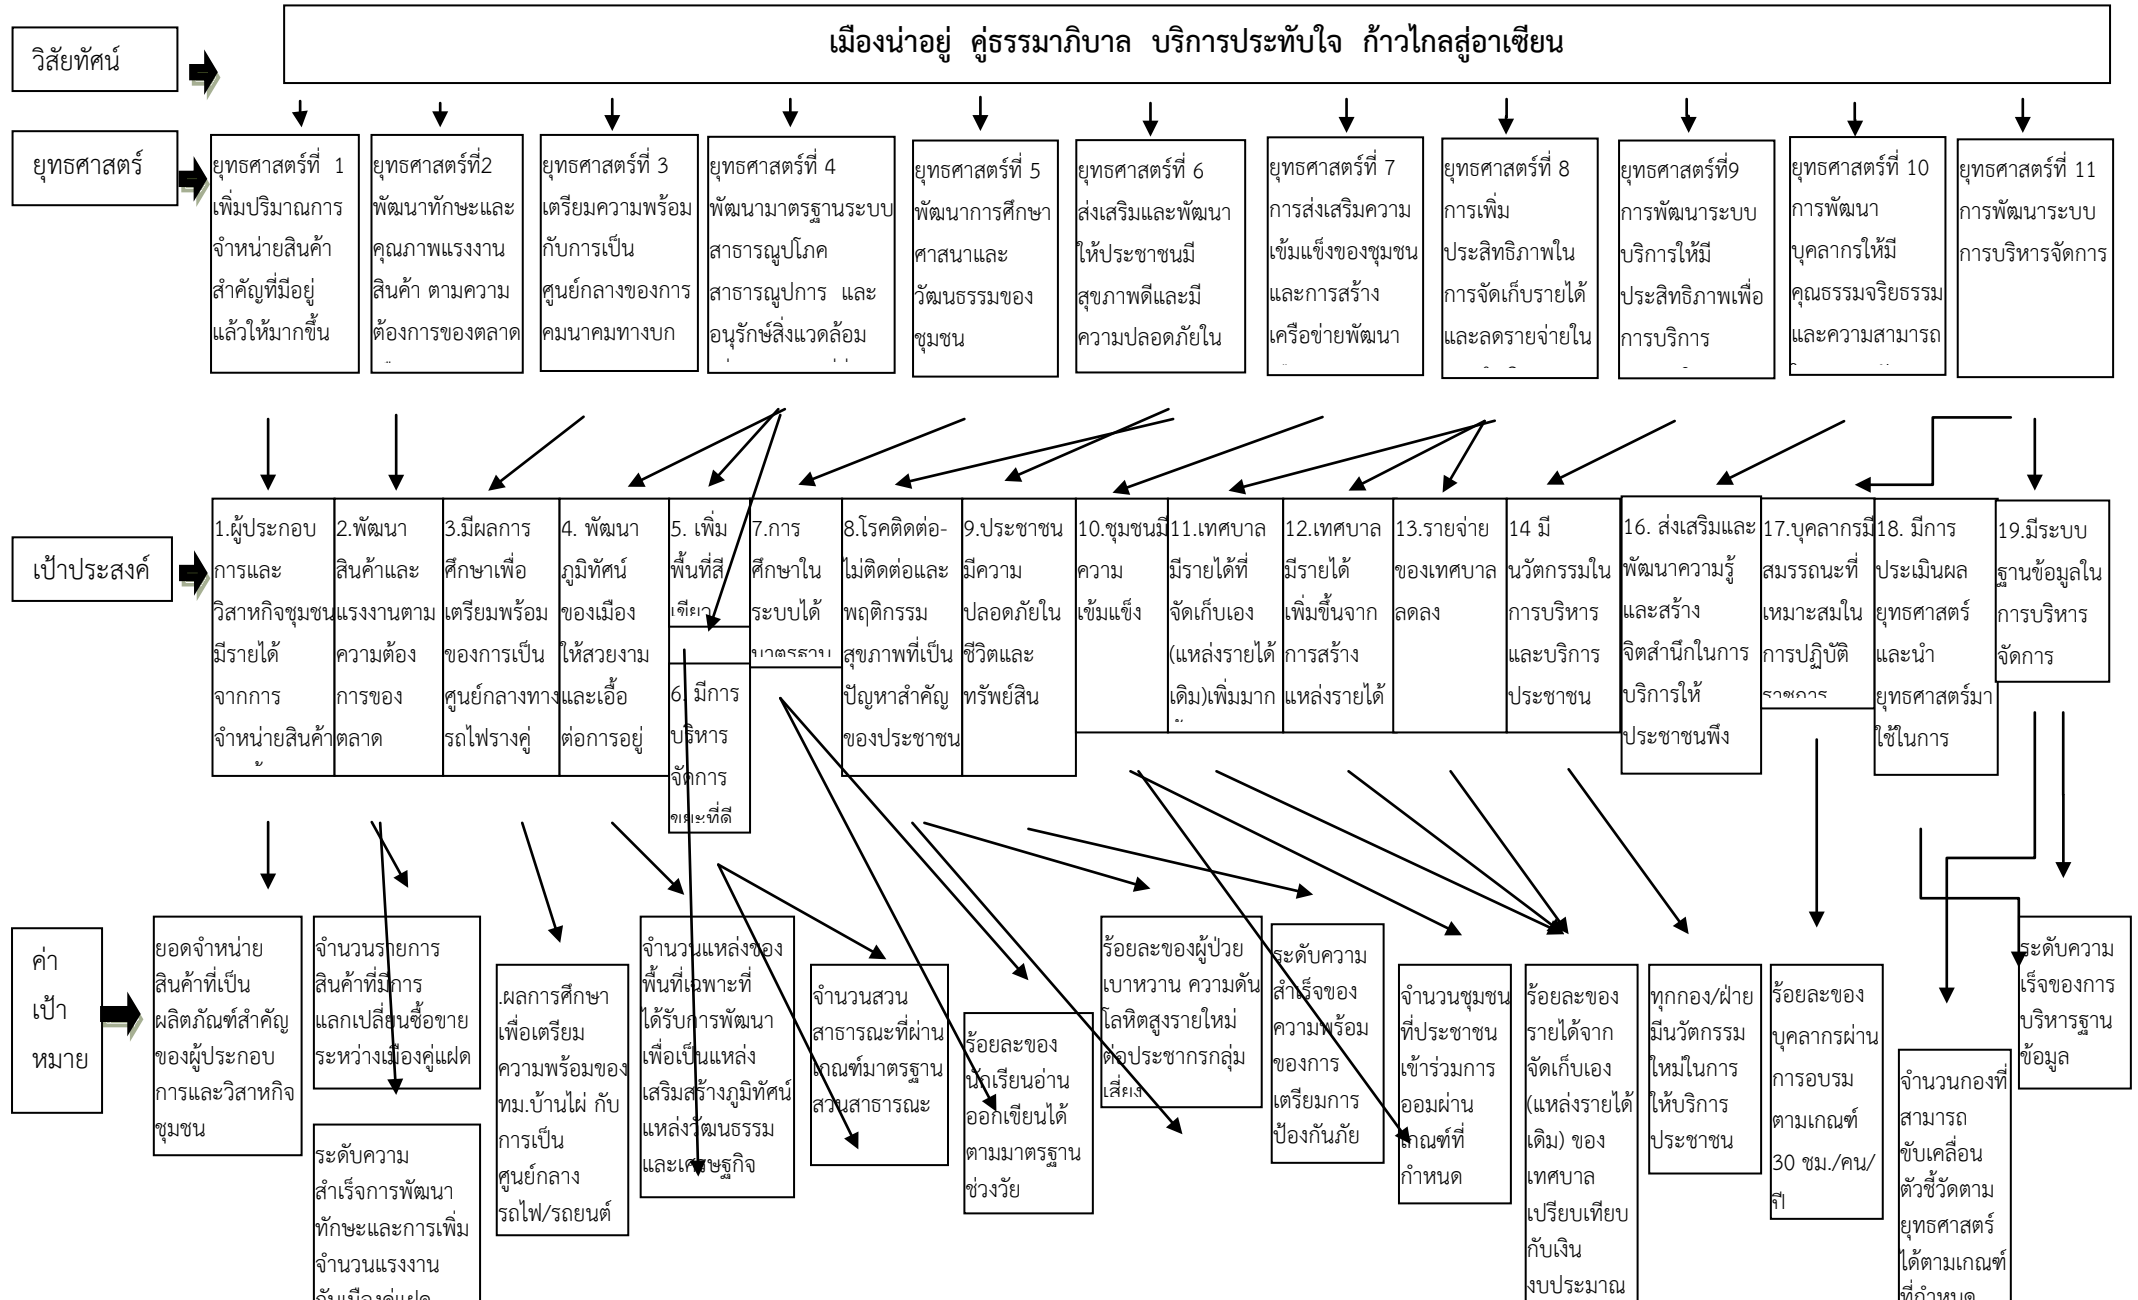 วิสัยทัศน์
เมืองน่าอยู่ คู่ธรรมาภิบาล บริการประทับใจ ก้าวไกลสู่อาเซียน
ยุทธศาสตร์
ยุทธศาสตร์ที่ 1
เพิ่มปริมาณการ
จำหน่ายสินค้า
สำคัญที่มีอยู่
แล้วให้มากขึ้น
ยุทธศาสตร์ที่2
พัฒนาทักษะและ
คุณภาพแรงงาน
สินค้า ตามความ
ต้องการของตลาด
ยุทธศาสตร์ที่ 3
เตรียมความพร้อม
กับการเป็น
ศูนย์กลางของการ
คมนาคมทางบก
ยุทธศาสตร์ที่ 4
พัฒนามาตรฐานระบบ
สาธารณูปโภค
สาธารณูปการ และ
อนุรักษ์สิ่งแวดล้อม
ยุทธศาสตร์ที่ 5
พัฒนาการศึกษา
ศาสนาและ
วัฒนธรรมของ
ชุมชน
ยุทธศาสตร์ที่ 6
ส่งเสริมและพัฒนา
ให้ประชาชนมี
สุขภาพดีและมี
ความปลอดภัยใน
ยุทธศาสตร์ที่ 7
การส่งเสริมความ
เข้มแข็งของชุมชน
และการสร้าง
เครือข่ายพัฒนา
ยุทธศาสตร์ที่ 8
การเพิ่ม
ประสิทธิภาพใน
การจัดเก็บรายได้
และลดรายจ่ายใน
ยุทธศาสตร์ที่9
การพัฒนาระบบ
บริการให้มี
ประสิทธิภาพเพื่อ
การบริการ
ยุทธศาสตร์ที่ 10
การพัฒนา
บุคลากรให้มี
คุณธรรมจริยธรรม
และความสามารถ
ยุทธศาสตร์ที่ 11
การพัฒนาระบบ
การบริหารจัดการ
เป้าประสงค์
1.ผู้ประกอบ
การและ
วิสาหกิจชุมชน
มีรายได้
จากการ
จำหน่ายสินค้า
2.พัฒนา
สินค้าและ
แรงงานตาม
ความต้อง
การของ
ตลาด
3.มีผลการ
ศึกษาเพื่อ
เตรียมพร้อม
ของการเป็น
ศูนย์กลางทาง
รถไฟรางคู่
4. พัฒนา
ภูมิทัศน์
ของเมือง
ให้สวยงาม
และเอื้อ
ต่อการอยู่
5. เพิ่ม
พื้นที่สี
เขียว
6. มีการ
บริหาร
จัดการ
ขยะที่ดี
7.การ
ศึกษาใน
ระบบได้
มาตรฐาน
8.โรคติดต่อ-
ไม่ติดต่อและ
พฤติกรรม
สุขภาพที่เป็น
ปัญหาสำคัญ
ของประชาชน
9.ประชาชน
มีความ
ปลอดภัยใน
ชีวิตและ
ทรัพย์สิน
10.ชุมชนมี
ความ
เข้มแข็ง
11.เทศบาล
มีรายได้ที่
จัดเก็บเอง
(แหล่งรายได้
เดิม)เพิ่มมาก
12.เทศบาล
มีรายได้
เพิ่มขึ้นจาก
การสร้าง
แหล่งรายได้
13.รายจ่าย
ของเทศบาล
ลดลง
14 มี
นวัตกรรมใน
การบริหาร
และบริการ
ประชาชน
16. ส่งเสริมและ
พัฒนาความรู้
และสร้าง
จิตสำนึกในการ
บริการให้
ประชาชนพึง
17.บุคลากรมี
สมรรถนะที่
เหมาะสมใน
การปฏิบัติ
ราชการ
18. มีการ
ประเมินผล
ยุทธศาสตร์
และนำ
ยุทธศาสตร์มา
ใช้ในการ
19.มีระบบ
ฐานข้อมูลใน
การบริหาร
จัดการ
ค่า
เป้า
หมาย
ยอดจำหน่าย
สินค้าที่เป็น
ผลิตภัณฑ์สำคัญ
ของผู้ประกอบ
การและวิสาหกิจ
ชุมชน
จำนวนรายการ
สินค้าที่มีการ
แลกเปลี่ยนซื้อขาย
ระหว่างเมืองคู่แฝด
ระดับความ
สำเร็จการพัฒนา
ทักษะและการเพิ่ม
จำนวนแรงงาน
กับเมืองคู่แฝด
.ผลการศึกษา
เพื่อเตรียม
ความพร้อมของ
ทม.บ้านไผ่ กับ
การเป็น
ศูนย์กลาง
รถไฟ/รถยนต์
จำนวนแหล่งของ
พื้นที่เฉพาะที่
ได้รับการพัฒนา
เพื่อเป็นแหล่ง
เสริมสร้างภูมิทัศน์
แหล่งวัฒนธรรม
และเศรษฐกิจ
จำนวนสวน
สาธารณะที่ผ่าน
เกณฑ์มาตรฐาน
สวนสาธารณะ
ร้อยละของ
นักเรียนอ่าน
ออกเขียนได้
ตามมาตรฐาน
ช่วงวัย
ร้อยละของผู้ป่วย
เบาหวาน ความดัน
โลหิตสูงรายใหม่
ต่อประชากรกลุ่ม
เสี่ยง
ระดับความ
สำเร็จของ
ความพร้อม
ของการ
เตรียมการ
ป้องกันภัย
จำนวนชุมชน
ที่ประชาชน
เข้าร่วมการ
ออมผ่าน
เกณฑ์ที่
กำหนด
ร้อยละของ
รายได้จาก
จัดเก็บเอง
(แหล่งรายได้
เดิม) ของ
เทศบาล
เปรียบเทียบ
กับเงิน
งบประมาณ
ทุกกอง/ฝ่าย
มีนวัตกรรม
ใหม่ในการ
ให้บริการ
ประชาชน
ร้อยละของ
บุคลากรผ่าน
การอบรม
ตามเกณฑ์
30 ชม./คน/
ปี
จำนวนกองที่
สามารถ
ขับเคลื่อน
ตัวชี้วัดตาม
ยุทธศาสตร์
ได้ตามเกณฑ์
ที่กำหนด
ระดับความ
เร็จของการ
บริหารฐาน
ข้อมูล